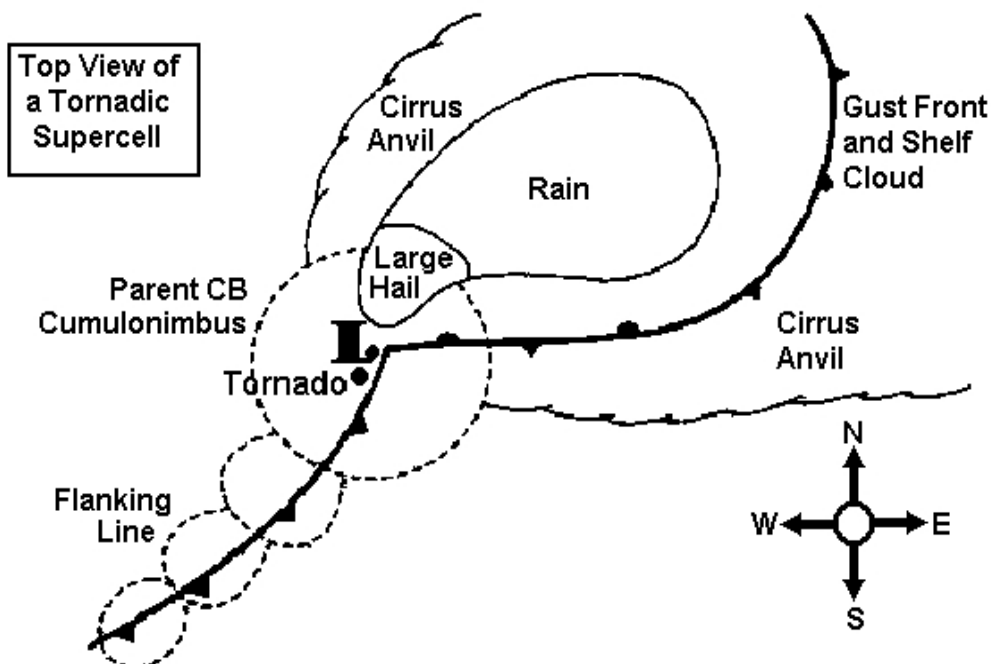 Top View of
a Tornadic
Supercell
Cirrus
Anvil
Gust Front
and Shelf
Cloud
Rain
Large
Hail
Parent CB
Cumulonimbus
L
Tornado
Cirrus
Anvil
Flanking
Line
N
W
E
S